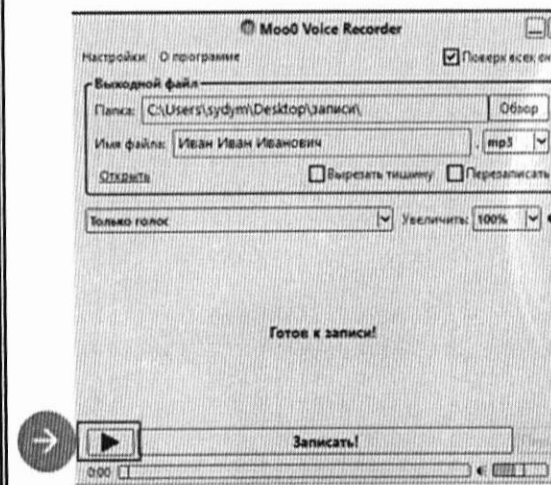 Moo0 Voice Recorder
Настройки О программе Поверх всех ок
Выходной файл
Папка: C:\Users\sydym\Desktop\записи\ Обзор
Имя файла: Иван Иван Иванович . mp3
Открыть Вырезать тишину Перезаписать
Только голос Увеличить: 100%
Готов к записи!
Записать!
0:00